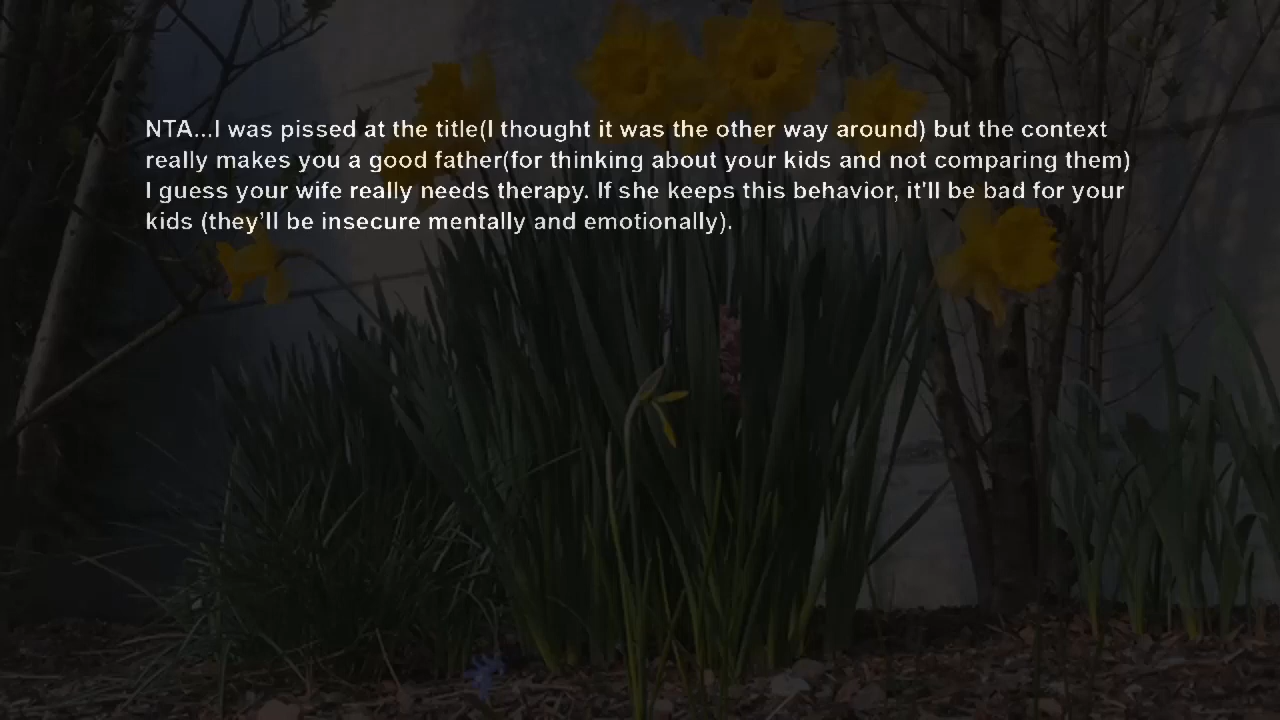 NTA...I was pissed at the title(I thought it was the other way around) but the context
really makes you a good father(for thinking about your kids and not comparing them)
I guess your wife really needs therapy. If she keeps this behavior, it'll be bad for your
kids (they’ll be insecure mentally and emotionally).